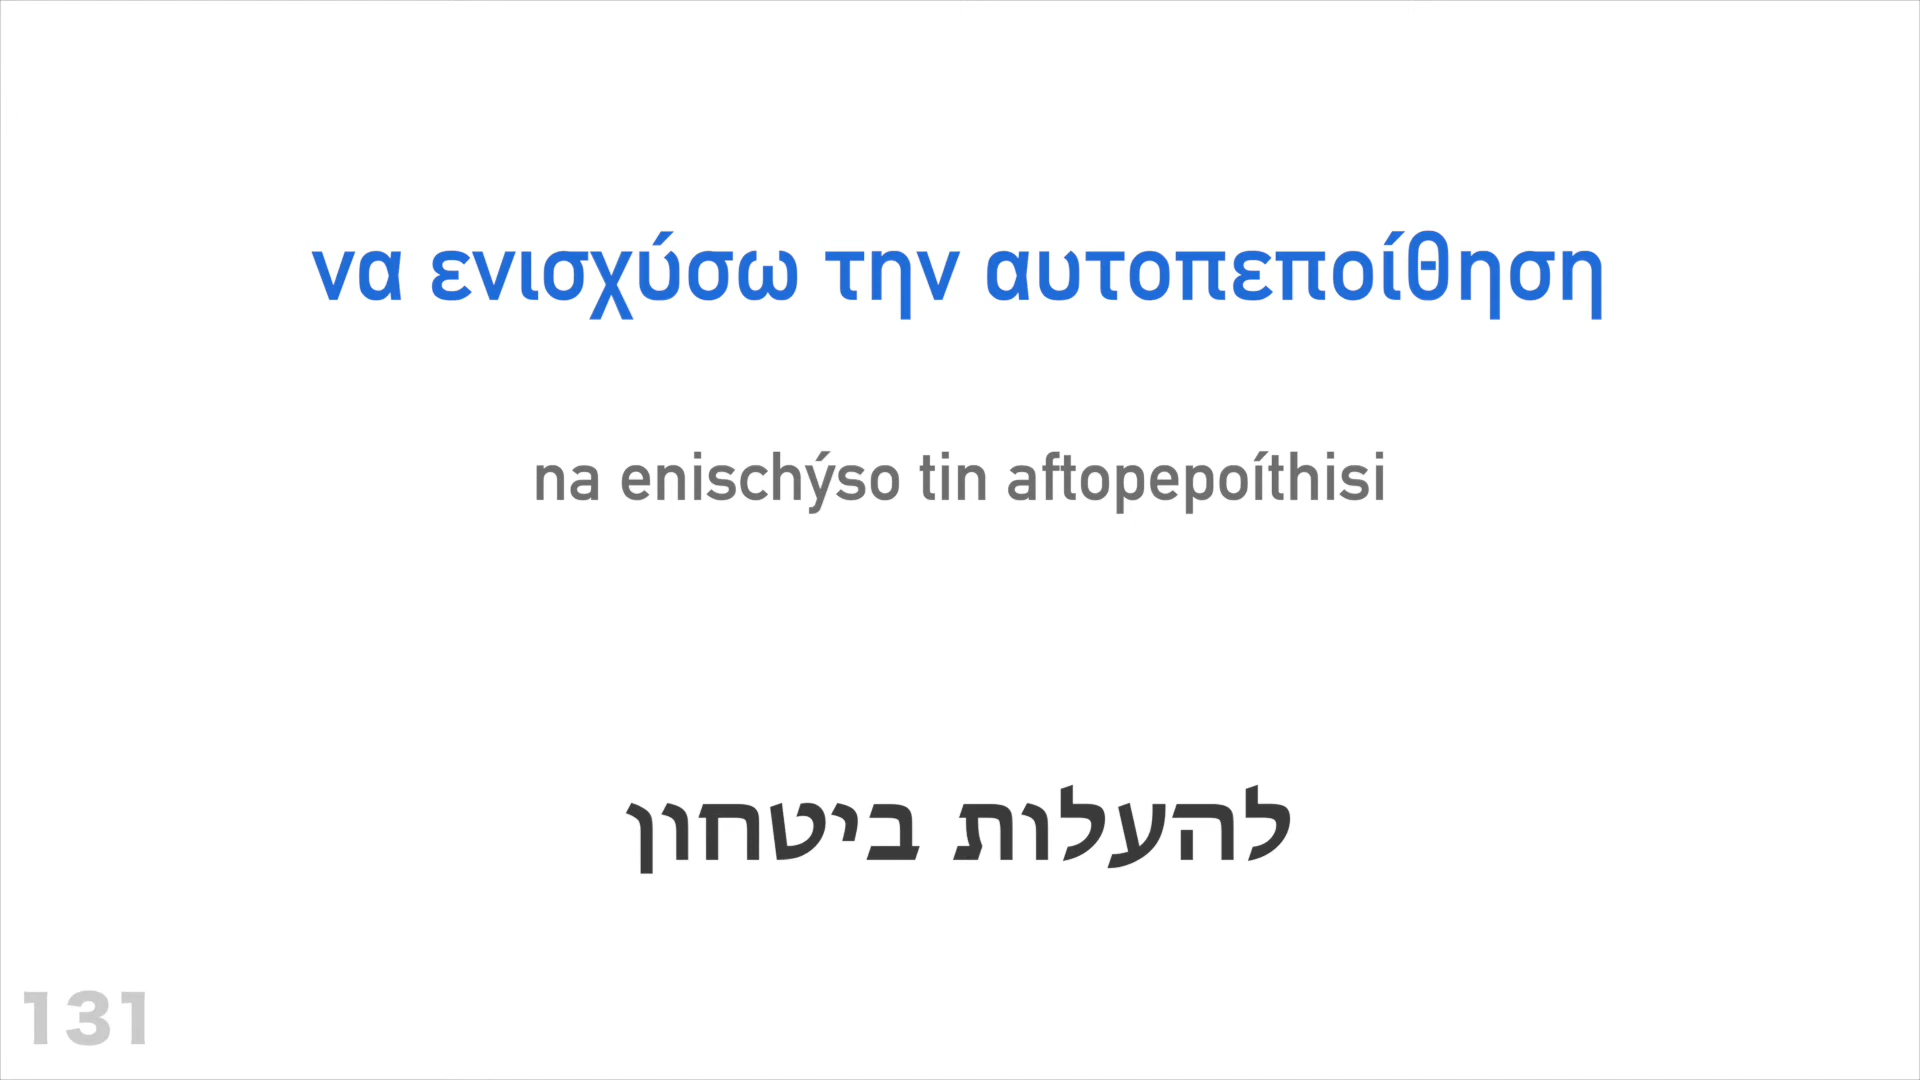 να ενισχύσω την αυτοπεποίθηση
na enischýso tin aftopepoíthisi
להעלות ביטחון
131